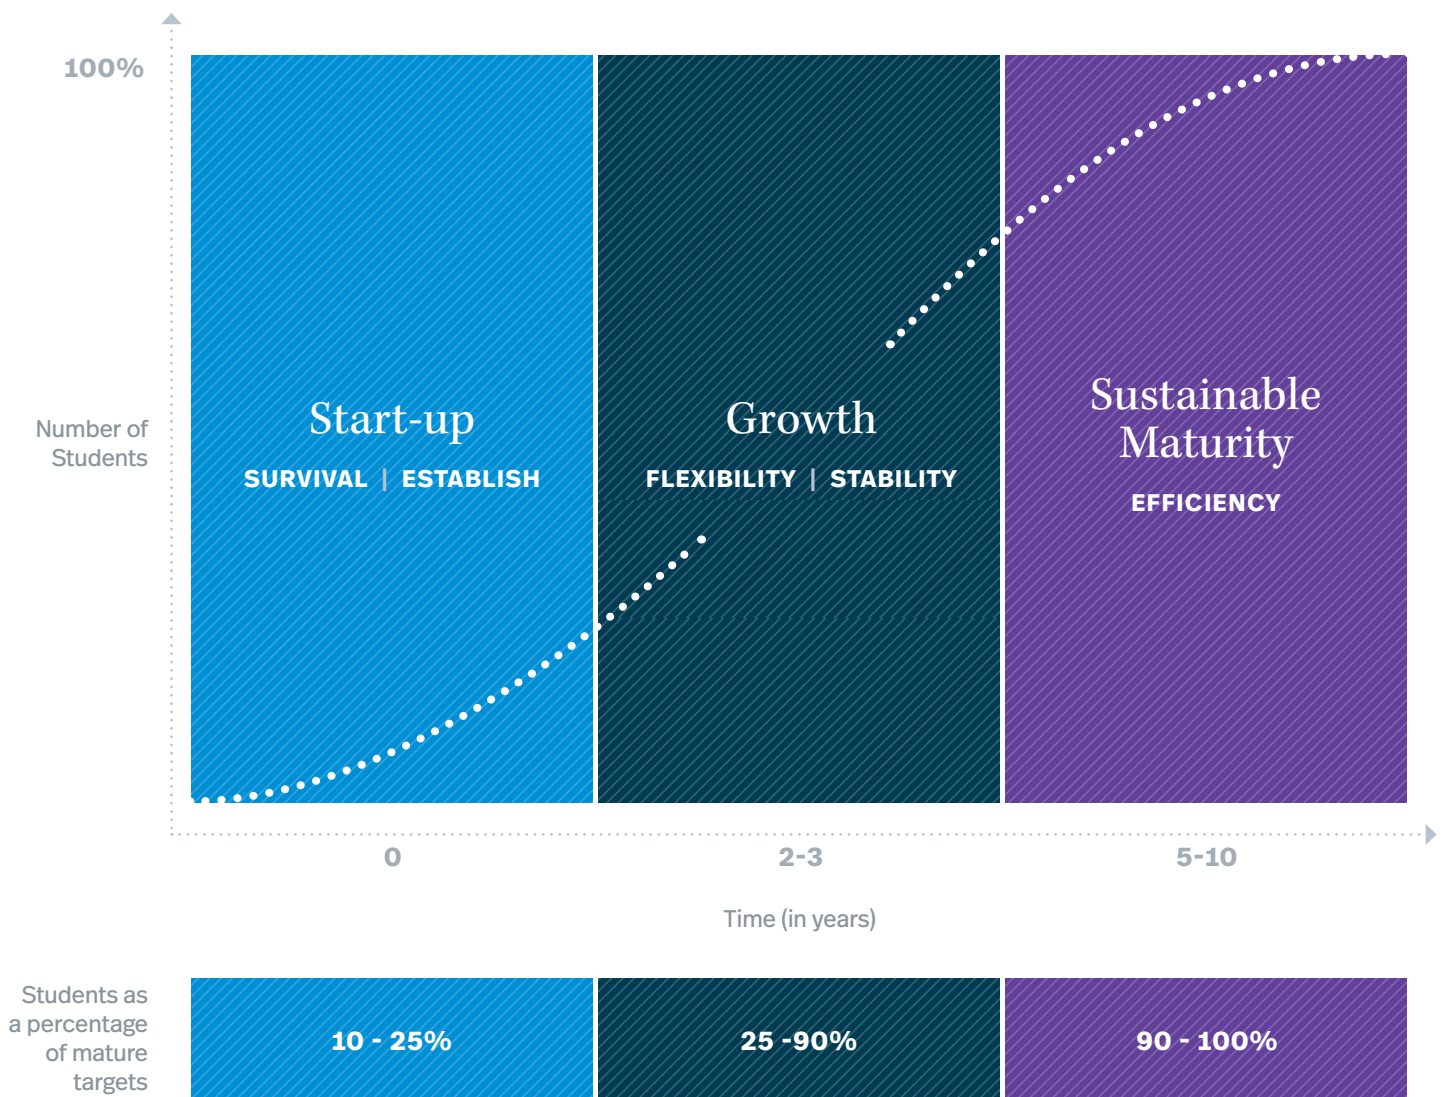 100%
Number of
Students
Start-up
SURVIVAL | ESTABLISH
Growth
FLEXIBILITY | STABILITY
Sustainable
Maturity
EFFICIENCY
0
2-3
5-10
Time (in years)
Students as
a percentage
of mature
targets
10 - 25%
25 -90%
90 - 100%